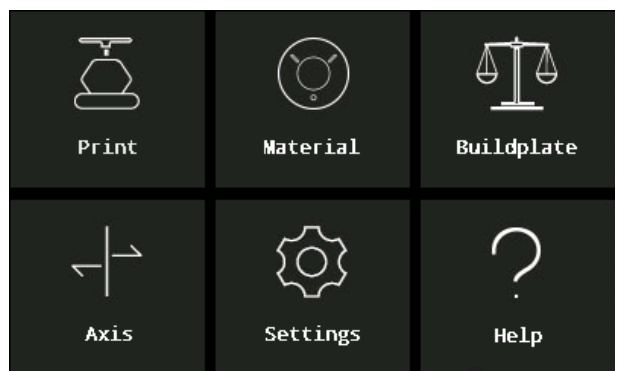 Print
Material
Buildplate
Axis
Settings
Help